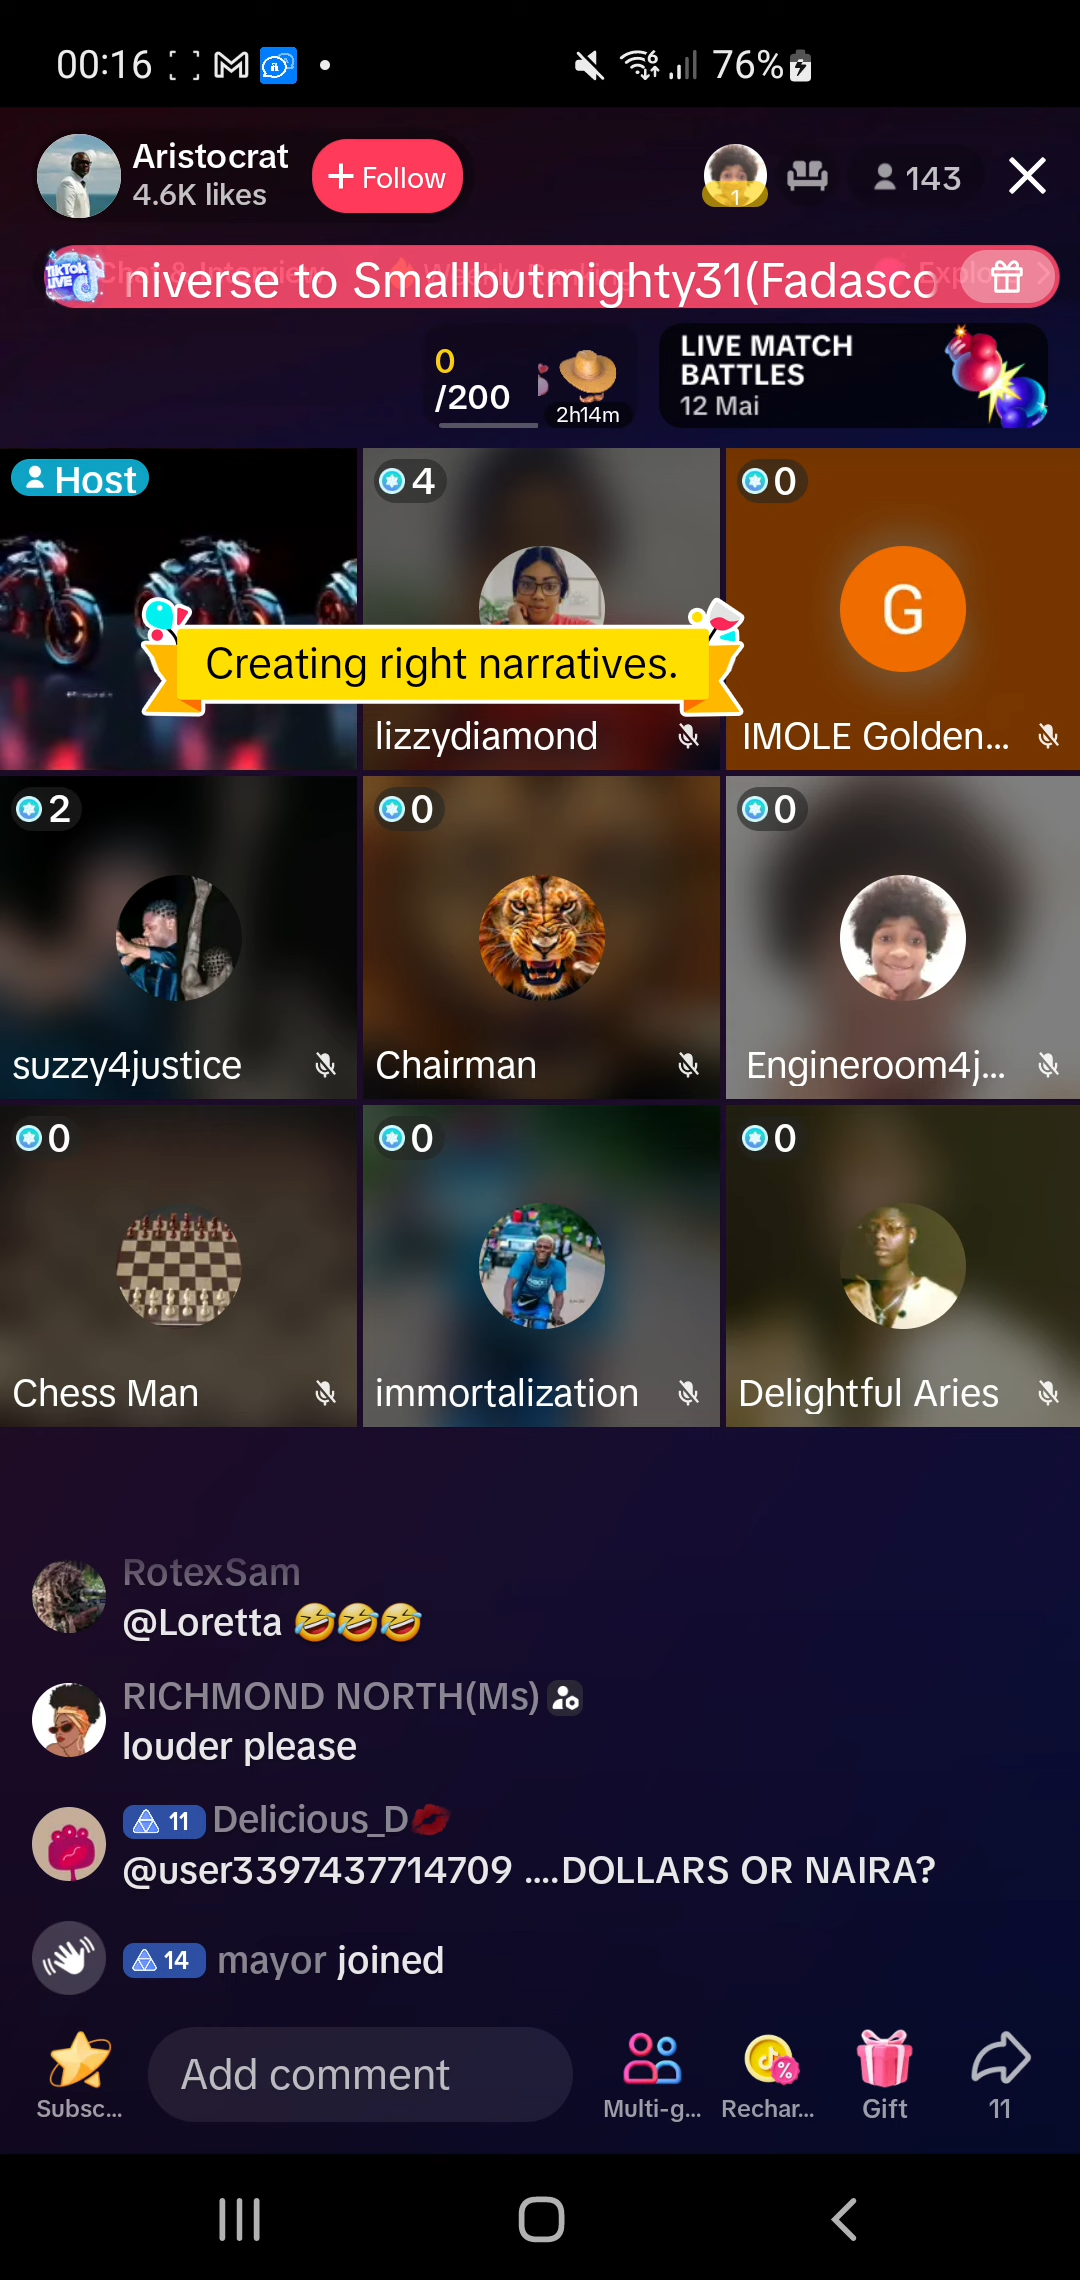 00:16
76%
Aristocrat
4.6K likes
+ Follow
1
143
niverse to Smallbutmighty31(Fadasco
0
/200
2h14m
LIVE MATCH
BATTLES
12 Mai
Host
4
0
G
Creating right narratives.
lizzydiamond
IMOLE Golden...
2
0
0
suzzy4justice
Chairman
Engineroom4j...
0
0
0
Chess Man
immortalization
Delightful Aries
RotexSam
@Loretta 🤣🤣🤣
RICHMOND NORTH(Ms)
louder please
11 Delicious_D💋
@user3397437714709 ....DOLLARS OR NAIRA?
14 mayor joined
Add comment
Subsc...
Multi-g...
Rechar...
Gift
11